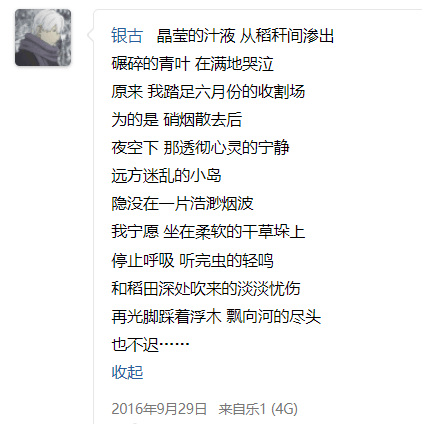 银古 晶莹的汁液 从稻秆间渗出
碾碎的青叶 在满地哭泣
原来 我踏足六月份的收割场
为的是 硝烟散去后
夜空下 那透彻心灵的宁静
远方迷乱的小岛
隐没在一片浩渺烟波
我宁愿 坐在柔软的干草垛上
停止呼吸 听完虫的轻鸣
和稻田深处吹来的淡淡忧伤
再光脚踩着浮木 飘向河的尽头
也不迟……
收起
2016年9月29日 来自乐1 (4G)